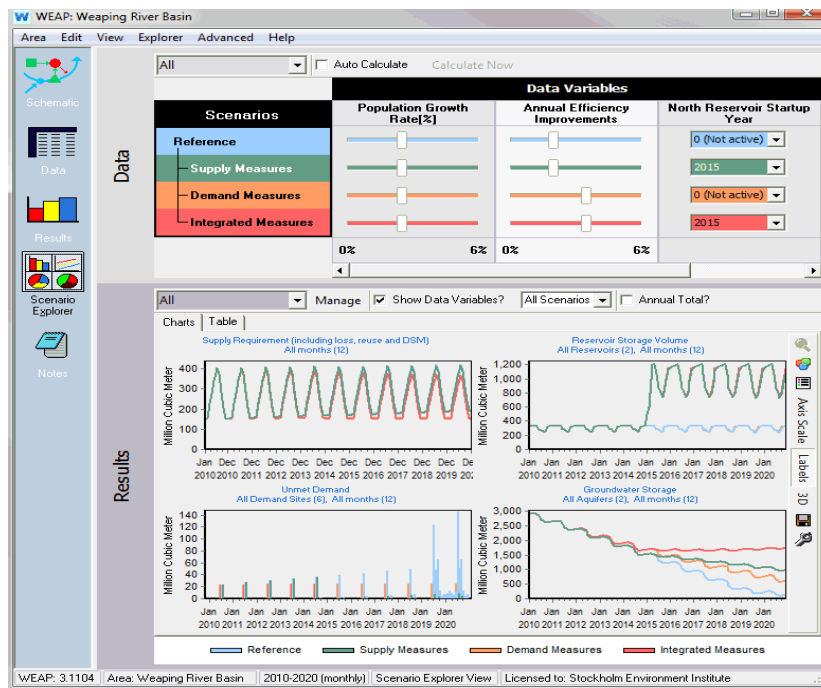 WEAP: Weaping River Basin
Area Edit View Explorer Advanced Help
Schematic
Data
Results
Scenario
Explorer
Notes
Data
All
Auto Calculate Calculate Now
Data Variables
Scenarios
Population Growth
Rate[%]
Annual Efficiency
Improvements
North Reservoir Startup
Year
Reference
0 (Not active)
Supply Measures
2015
Demand Measures
0 (Not active)
Integrated Measures
2015
0% 6% 0% 6%
Results
All
Manage Show Data Variables? All Scenarios Annual Total?
Charts Table
Supply Requirement (including loss, reuse and DSM)
All months (12)
Million Cubic Meter
400
300
200
100
0
Jan Dec Dec Dec Dec Dec Dec Dec Dec Dec De
2010 2010 2011 2012 2013 2014 2015 2016 2017 2018 2019 202
Reservoir Storage Volume
All Reservoirs (2), All months (12)
Million Cubic Meter
1,200
1,000
800
600
400
200
0
Jan Jan Jan Jan Jan Jan Jan Jan Jan Jan Jan
2010 2011 2012 2013 2014 2015 2016 2017 2018 2019 2020
Unmet Demand
All Demand Sites (6), All months (12)
Million Cubic Meter
140
120
100
80
60
40
20
0
Jan Jan Jan Jan Jan Jan Jan Jan Jan Jan Jan
2010 2011 2012 2013 2014 2015 2016 2017 2018 2019 2020
Groundwater Storage
All Aquifers (2), All months (12)
Million Cubic Meter
3,000
2,500
2,000
1,500
1,000
500
0
Jan Jan Jan Jan Jan Jan Jan Jan Jan Jan Jan
2010 2011 2012 2013 2014 2015 2016 2017 2018 2019 2020
Axis Scale
Labels
3D
Reference Supply Measures Demand Measures Integrated Measures
WEAP: 3.1104 Area: Weaping River Basin 2010-2020 (monthly) Scenario Explorer View Licensed to: Stockholm Environment Institute